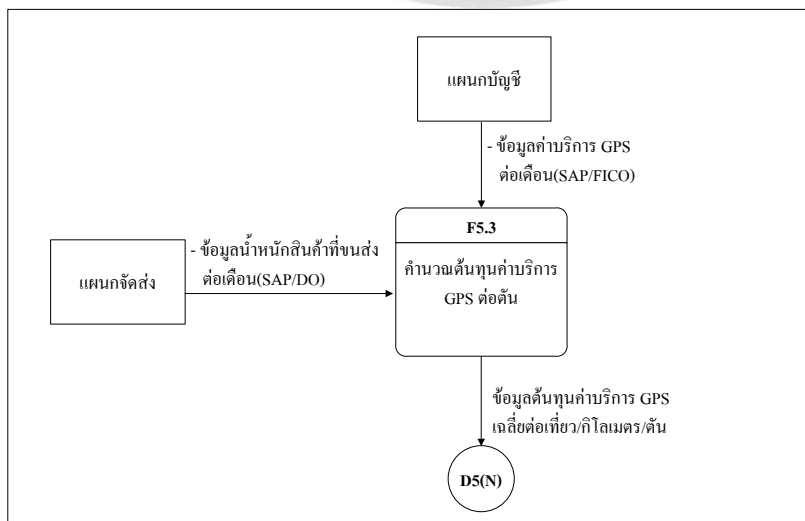 แผนกบัญชี
- ข้อมูลค่าบริการ GPS
ต่อเดือน(SAP/FICO)
F5.3
คำนวณต้นทุนค่าบริการ
GPS ต่อตัน
แผนกจัดส่ง
- ข้อมูลน้ำหนักสินค้าที่ขนส่ง
ต่อเดือน(SAP/DO)
ข้อมูลต้นทุนค่าบริการ GPS
เฉลี่ยต่อเที่ยว/กิโลเมตร/ตัน
D5(N)